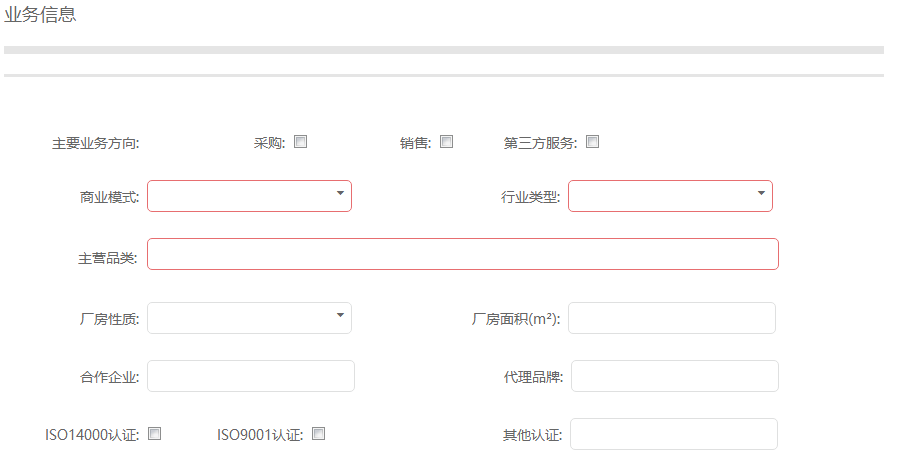 业务信息
主要业务方向: 采购: 销售: 第三方服务:
商业模式: 行业类型:
主营品类:
厂房性质: 厂房面积(m²):
合作企业: 代理品牌:
ISO14000认证: ISO9001认证: 其他认证: